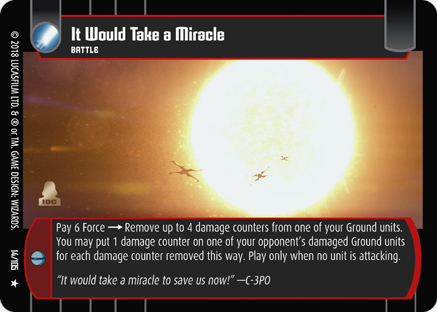 It Would Take a Miracle
BATTLE
© 2018 LUCASFILM LTD. & ® or TM. GAME DESIGN: WIZARDS.
IDC
Pay 6 Force → Remove up to 4 damage counters from one of your Ground units.
You may put 1 damage counter on one of your opponent's damaged Ground units
for each damage counter removed this way. Play only when no unit is attacking.
"It would take a miracle to save us now!" —C-3PO
14/105 ★